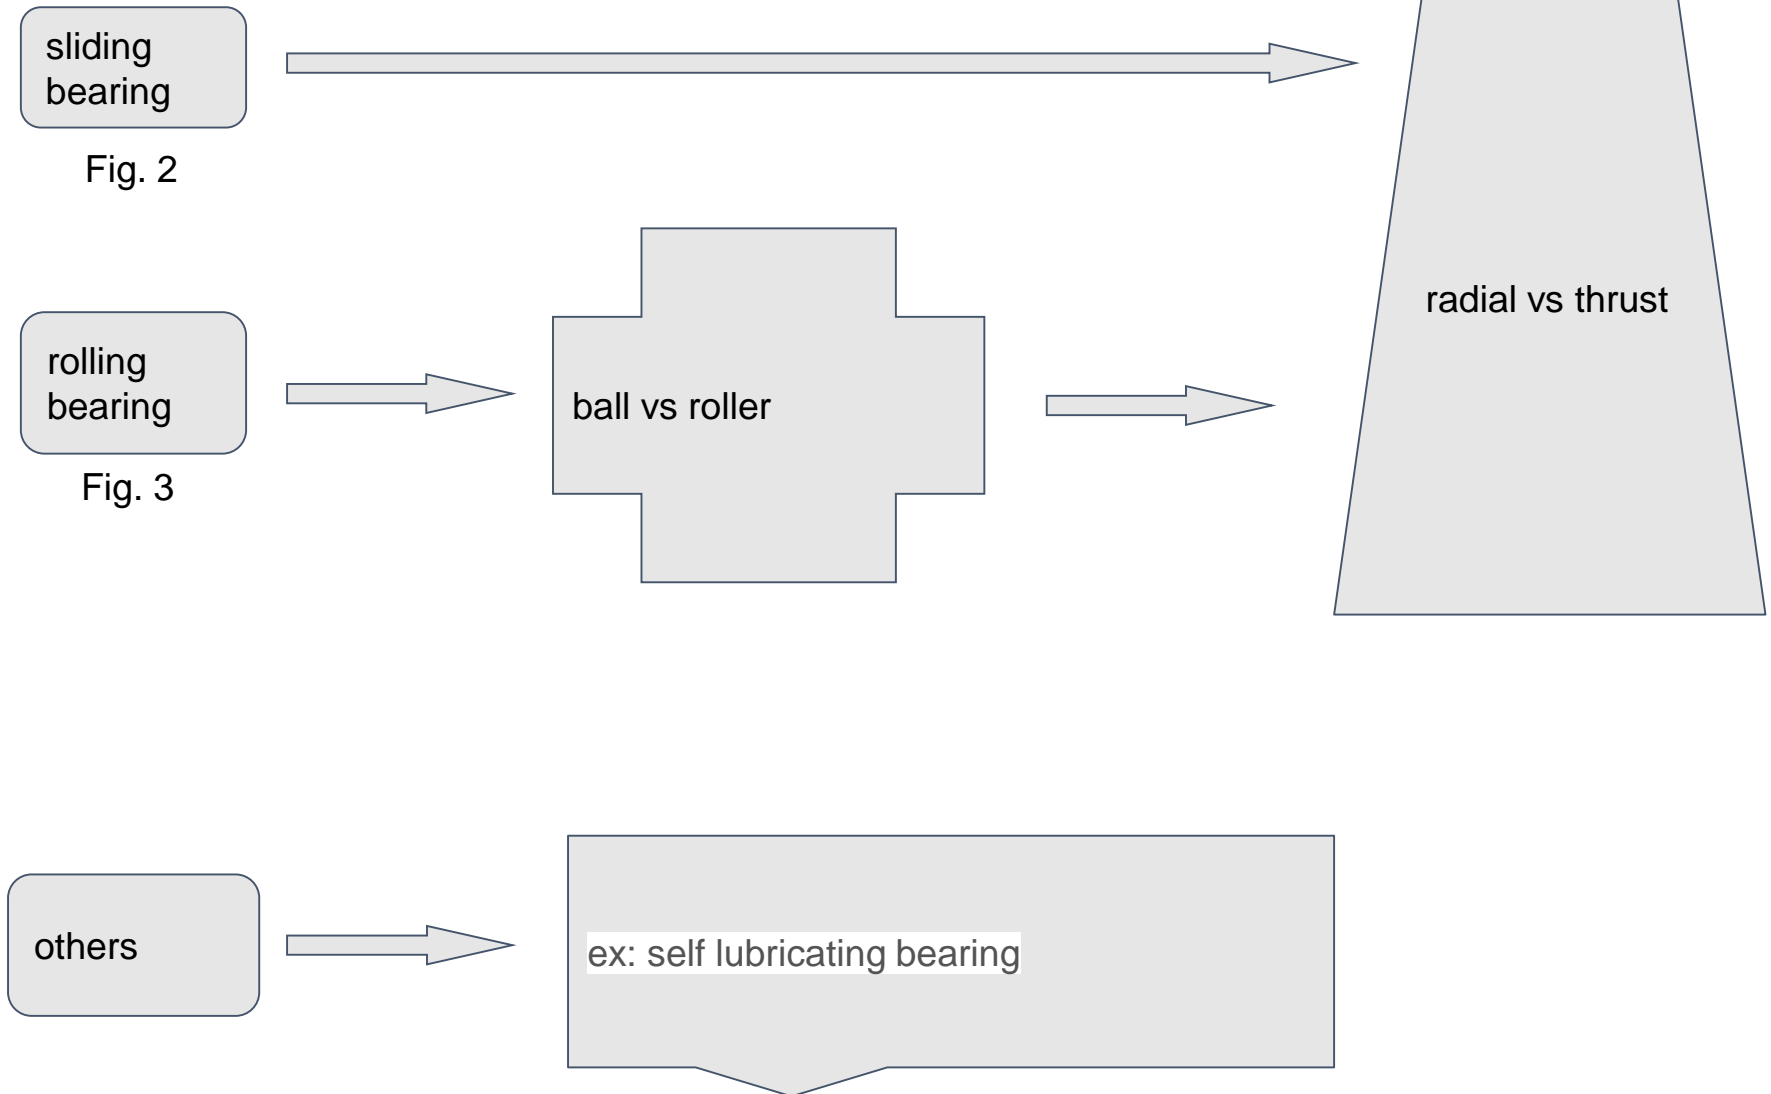 sliding
bearing
Fig. 2
radial vs thrust
rolling
bearing
ball vs roller
Fig. 3
others
ex: self lubricating bearing